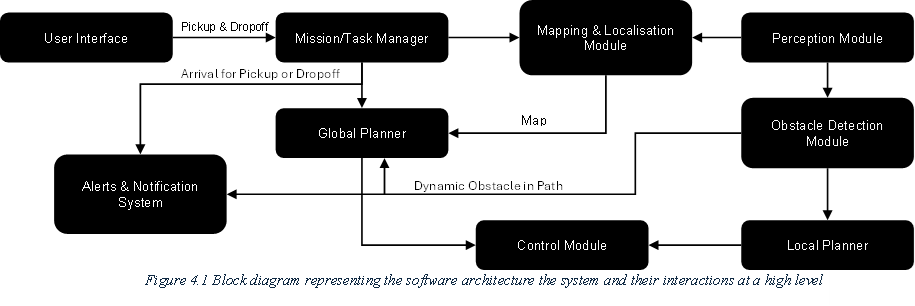 User Interface
Pickup & Dropoff
Mission/Task Manager
Mapping & Localisation
Module
Perception Module
Arrival for Pickup or Dropoff
Global Planner
Map
Obstacle Detection
Module
Alerts & Notification
System
Dynamic Obstacle in Path
Control Module
Local Planner
Figure 4.1 Block diagram representing the software architecture the system and their interactions at a high level